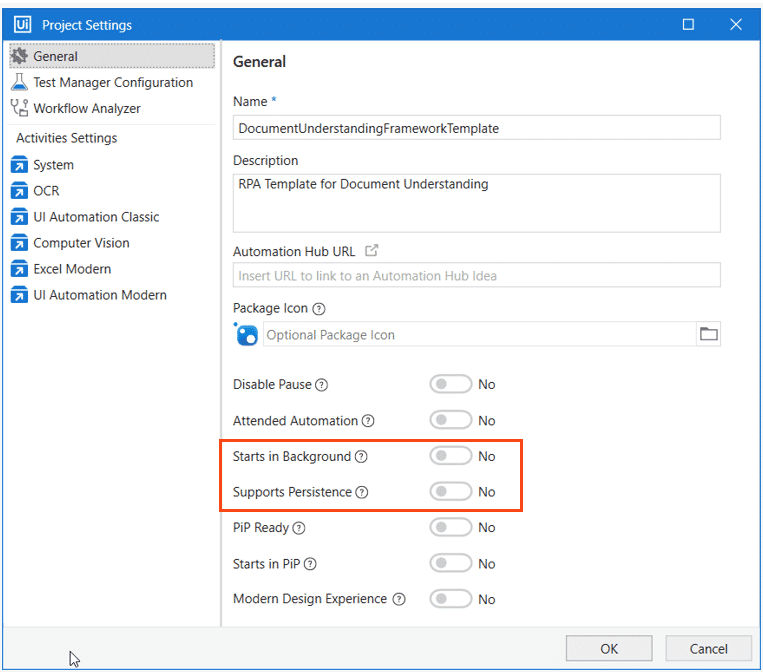 Ui Project Settings
General
Test Manager Configuration
Workflow Analyzer
Activities Settings
System
OCR
UI Automation Classic
Computer Vision
Excel Modern
UI Automation Modern
General
Name *
DocumentUnderstandingFrameworkTemplate
Description
RPA Template for Document Understanding
Automation Hub URL
Insert URL to link to an Automation Hub Idea
Package Icon ?
Optional Package Icon
Disable Pause ? No
Attended Automation ? No
Starts in Background ? No
Supports Persistence ? No
PiP Ready ? No
Starts in PiP ? No
Modern Design Experience ? No
OK Cancel